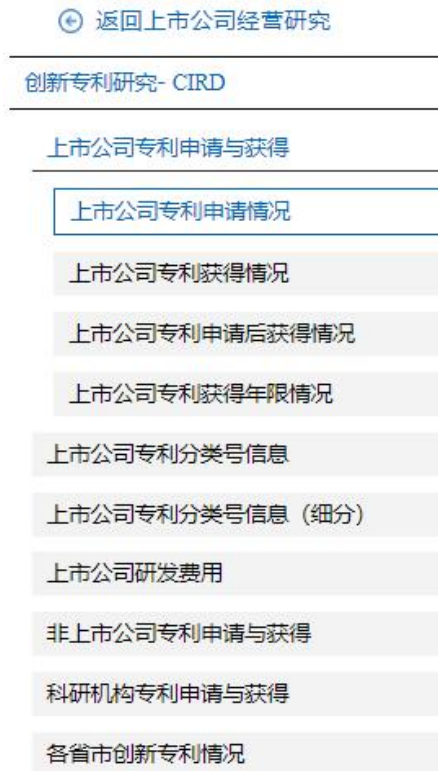 返回上市公司经营研究
创新专利研究- CIRD
上市公司专利申请与获得
上市公司专利申请情况
上市公司专利获得情况
上市公司专利申请后获得情况
上市公司专利获得年限情况
上市公司专利分类号信息
上市公司专利分类号信息（细分）
上市公司研发费用
非上市公司专利申请与获得
科研机构专利申请与获得
各省市创新专利情况